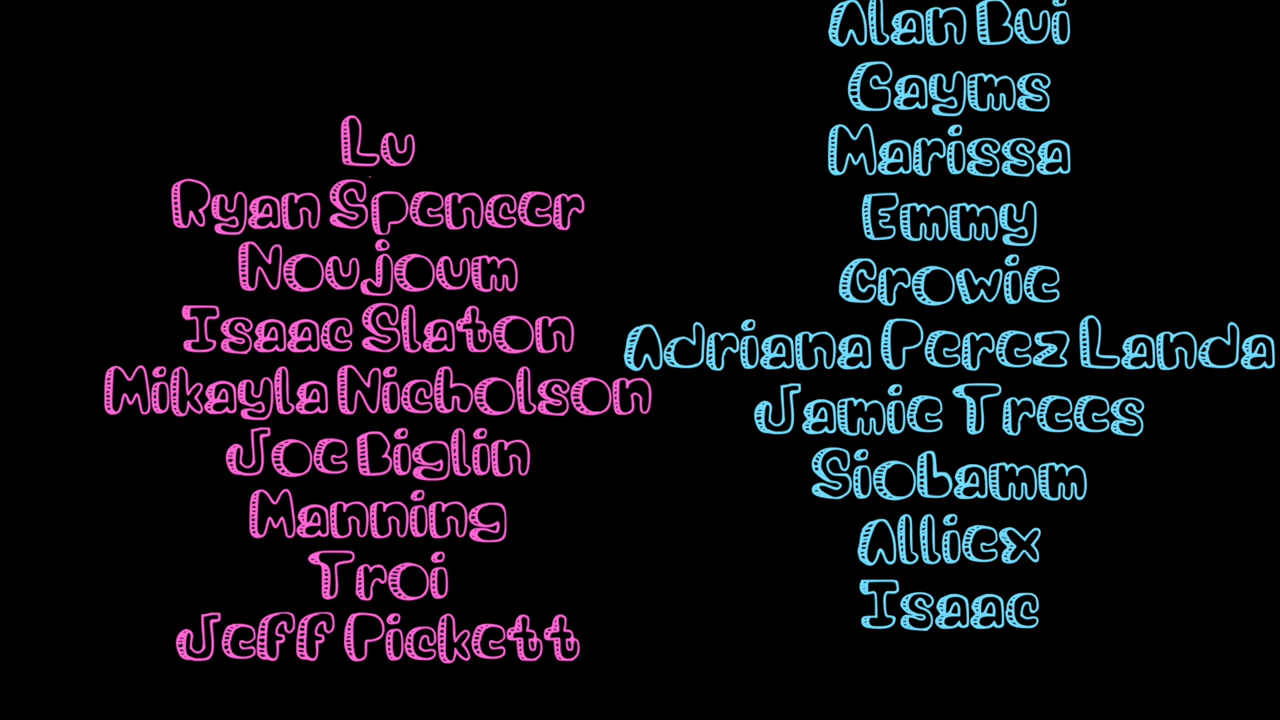 Lu
Ryan Spencer
Noujoum
Isaac Slaton
Mikayla Nicholson
Joe Biglin
Manning
Troi
Jeff Pickett
Alan Bui
Cayms
Marissa
Emmy
Crowic
Adriana Perez Landa
Jamie Trees
Siobamm
Alliex
Isaac